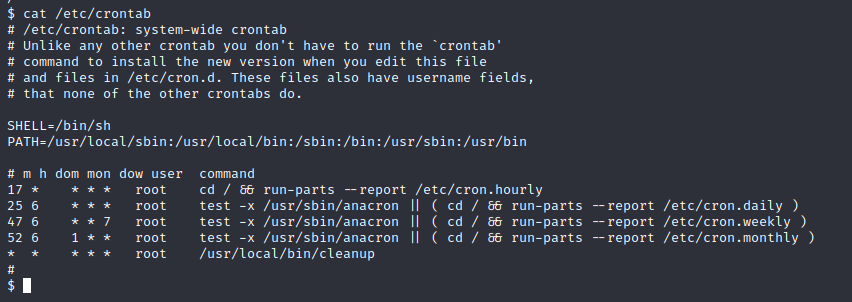 $ cat /etc/crontab
# /etc/crontab: system-wide crontab
# Unlike any other crontab you don't have to run the `crontab'
# command to install the new version when you edit this file
# and files in /etc/cron.d. These files also have username fields,
# that none of the other crontabs do.

SHELL=/bin/sh
PATH=/usr/local/sbin:/usr/local/bin:/sbin:/bin:/usr/sbin:/usr/bin

# m h dom mon dow user  command
17 *    * * *   root    cd / && run-parts --report /etc/cron.hourly
25 6    * * *   root    test -x /usr/sbin/anacron || ( cd / && run-parts --report /etc/cron.daily )
47 6    * * 7   root    test -x /usr/sbin/anacron || ( cd / && run-parts --report /etc/cron.weekly )
52 6    1 * *   root    test -x /usr/sbin/anacron || ( cd / && run-parts --report /etc/cron.monthly )
*  *    * * *   root    /usr/local/bin/cleanup
#
$